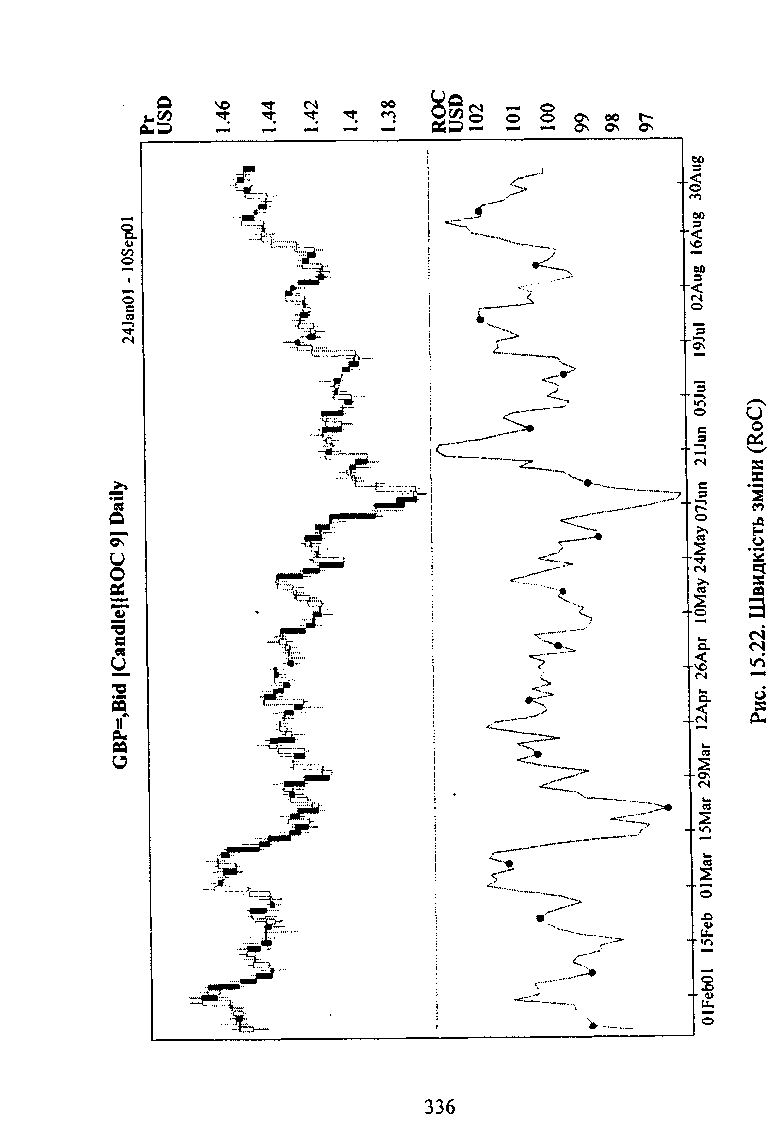 GBP=,Bid [Candle][ROC 9] Daily
24Jan01 - 10Sep01
Pr
USD
1.46
1.44
1.42
1.4
1.38
ROC
USD
102
101
100
99
98
97
01Feb01 15Feb 01Mar 15Mar 29Mar 12Apr 26Apr 10May 24May 07Jun 21Jun 05Jul 19Jul 02Aug 16Aug 30Aug
Рис. 15.22. Швидкість зміни (RoC)
336